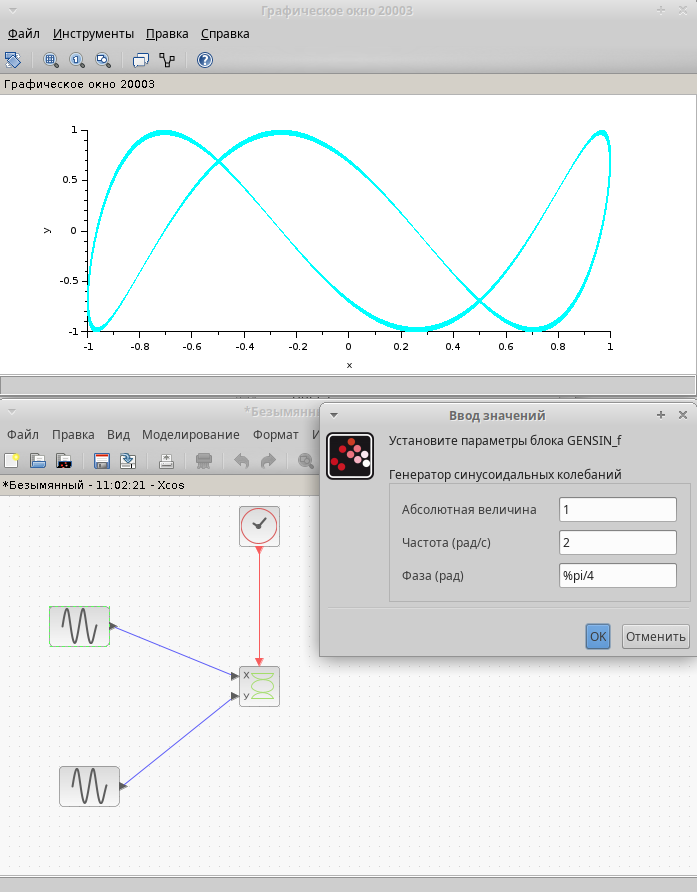 Графическое окно 20003
Файл Инструменты Правка Справка
Графическое окно 20003
1
0.5
0
-0.5
-1
y
-1 -0.8 -0.6 -0.4 -0.2 0 0.2 0.4 0.6 0.8 1
x
*Безымянн
Файл Правка Вид Моделирование Формат И
*Безымянный - 11:02:21 - Xcos
X
y
Ввод значений
Установите параметры блока GENSIN_f
Генератор синусоидальных колебаний
Абсолютная величина 1
Частота (рад/с) 2
Фаза (рад) %pi/4
OK Отменить